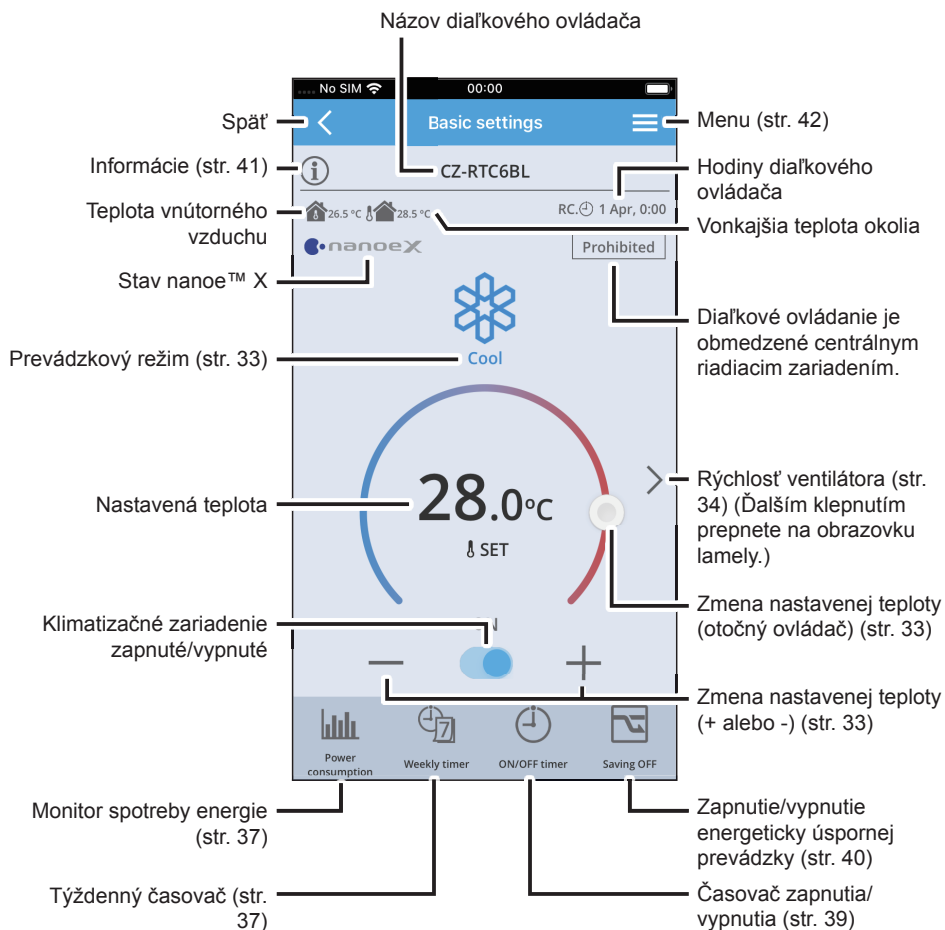 Názov diaľkového ovládača
No SIM 00:00
Späť
Basic settings
Menu (str. 42)
Informácie (str. 41)
CZ-RTC6BL
Hodiny diaľkového
ovládača
Teplota vnútorného
vzduchu
26.5 °C 28.5 °C
RC. 1 Apr, 0:00
Vonkajšia teplota okolia
nanoeX
Prohibited
Stav nanoe™ X
Diaľkové ovládanie je
obmedzené centrálnym
riadiacim zariadením.
Prevádzkový režim (str. 33)
Cool
Rýchlosť ventilátora (str.
34) (Ďalším klepnutím
prepnete na obrazovku
lamely.)
Nastavená teplota
28.0°C
SET
Zmena nastavenej teploty
(otočný ovládač) (str. 33)
Klimatizačné zariadenie
zapnuté/vypnuté
Zmena nastavenej teploty
(+ alebo -) (str. 33)
7
Power
consumption
Weekly timer
ON/OFF timer
Saving OFF
Monitor spotreby energie
(str. 37)
Zapnutie/vypnutie
energeticky úspornej
prevádzky (str. 40)
Týždenný časovač (str.
37)
Časovač zapnutia/
vypnutia (str. 39)